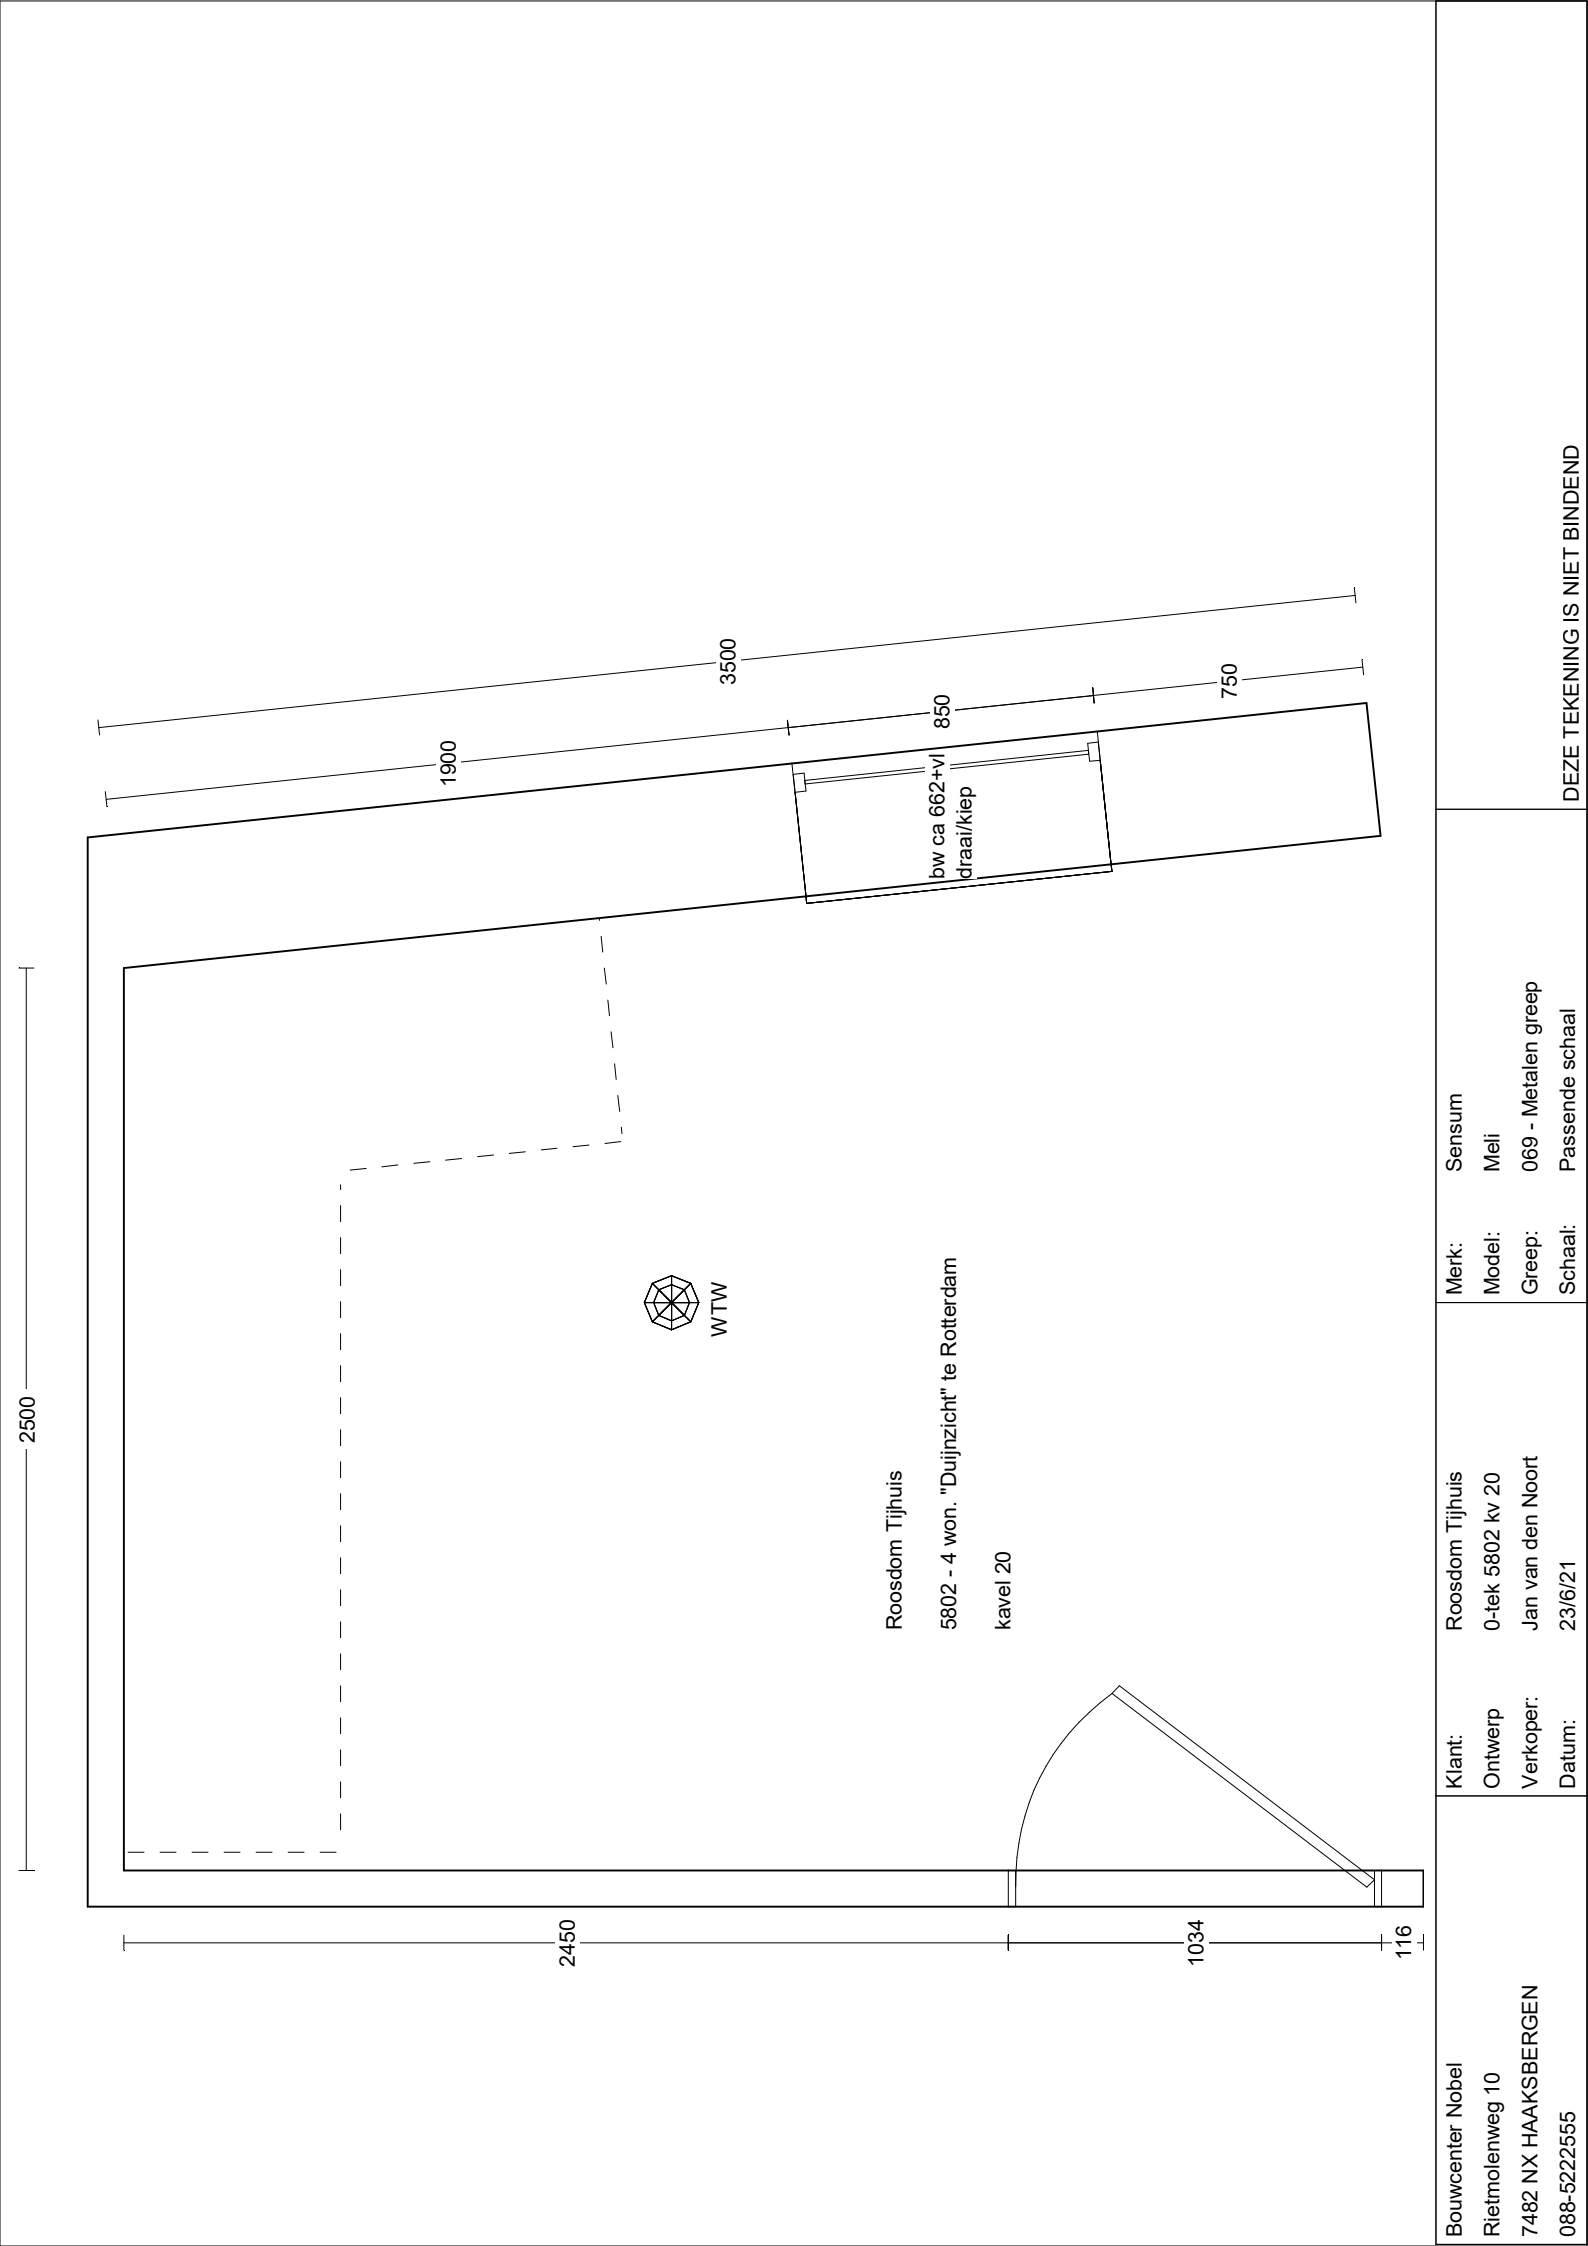 2500
3500
1900
850
750
bw ca 662+vl
draai/kiep
WTW
Roosdom Tijhuis
5802 - 4 won. "Duijnzicht" te Rotterdam
kavel 20
2450
1034
116
Bouwcenter Nobel
Rietmolenweg 10
7482 NX HAAKSBERGEN
088-5222555
Klant: Roosdom Tijhuis
Ontwerp 0-tek 5802 kv 20
Verkoper: Jan van den Noort
Datum: 23/6/21
Merk: Sensum
Model: Meli
Greep: 069 - Metalen greep
Schaal: Passende schaal
DEZE TEKENING IS NIET BINDEND